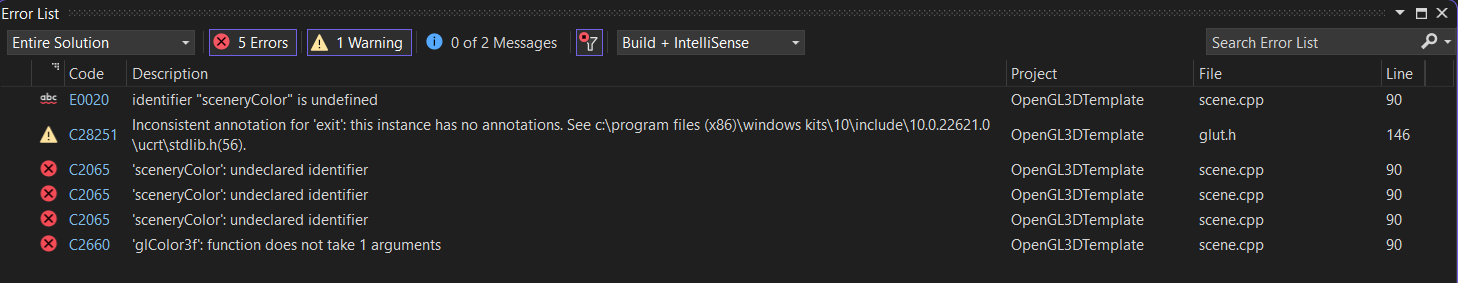 Error List
Entire Solution 5 Errors 1 Warning 0 of 2 Messages Build + IntelliSense Search Error List
Code Description Project File Line
abc E0020 identifier "sceneryColor" is undefined OpenGL3DTemplate scene.cpp 90
C28251 Inconsistent annotation for 'exit': this instance has no annotations. See c:\program files (x86)\windows kits\10\include\10.0.22621.0 OpenGL3DTemplate glut.h 146
\ucrt\stdlib.h(56).
C2065 'sceneryColor': undeclared identifier OpenGL3DTemplate scene.cpp 90
C2065 'sceneryColor': undeclared identifier OpenGL3DTemplate scene.cpp 90
C2065 'sceneryColor': undeclared identifier OpenGL3DTemplate scene.cpp 90
C2660 'glColor3f': function does not take 1 arguments OpenGL3DTemplate scene.cpp 90